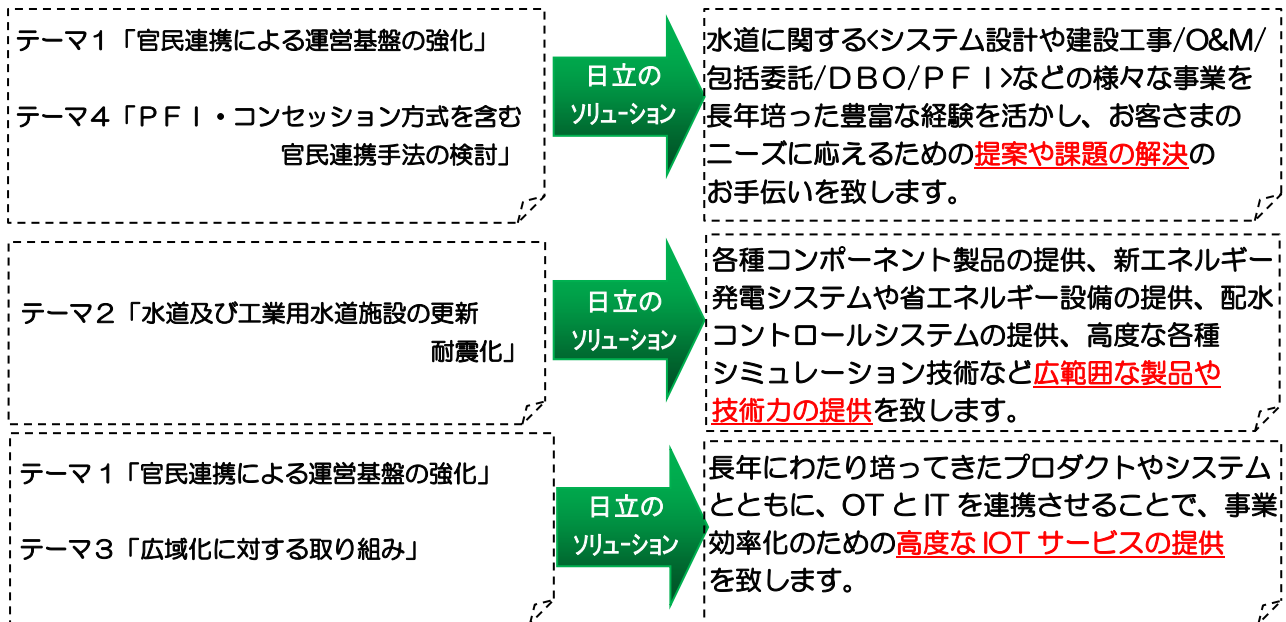 テーマ１「官民連携による運営基盤の強化」
テーマ４「ＰＦＩ・コンセッション方式を含む
官民連携手法の検討」
日立の
ソリューション
水道に関する<システム設計や建設工事/O&M/
包括委託/ＤＢＯ/ＰＦＩ>などの様々な事業を
長年培った豊富な経験を活かし、お客さまの
ニーズに応えるための提案や課題の解決の
お手伝いを致します。
テーマ２「水道及び工業用水道施設の更新
耐震化」
日立の
ソリューション
各種コンポーネント製品の提供、新エネルギー
発電システムや省エネルギー設備の提供、配水
コントロールシステムの提供、高度な各種
シミュレーション技術など広範囲な製品や
技術力の提供を致します。
テーマ１「官民連携による運営基盤の強化」
テーマ３「広域化に対する取り組み」
日立の
ソリューション
長年にわたり培ってきたプロダクトやシステム
とともに、OTとITを連携させることで、事業
効率化のための高度なIOTサービスの提供
を致します。